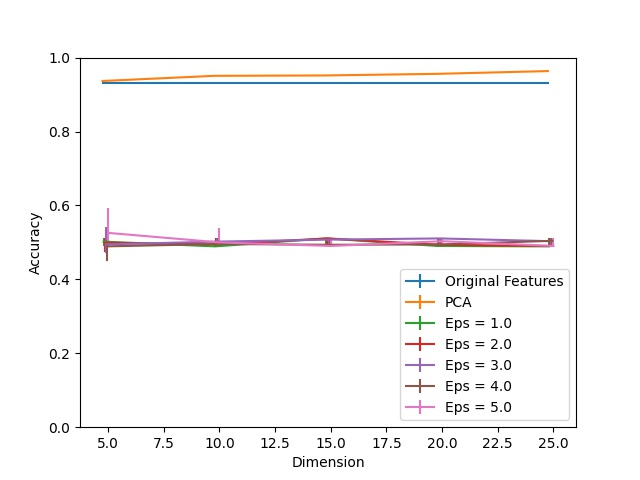 1.0
0.8
0.6
0.4
0.2
0.0
Accuracy
Original Features
PCA
Eps = 1.0
Eps = 2.0
Eps = 3.0
Eps = 4.0
Eps = 5.0
5.0 7.5 10.0 12.5 15.0 17.5 20.0 22.5 25.0
Dimension